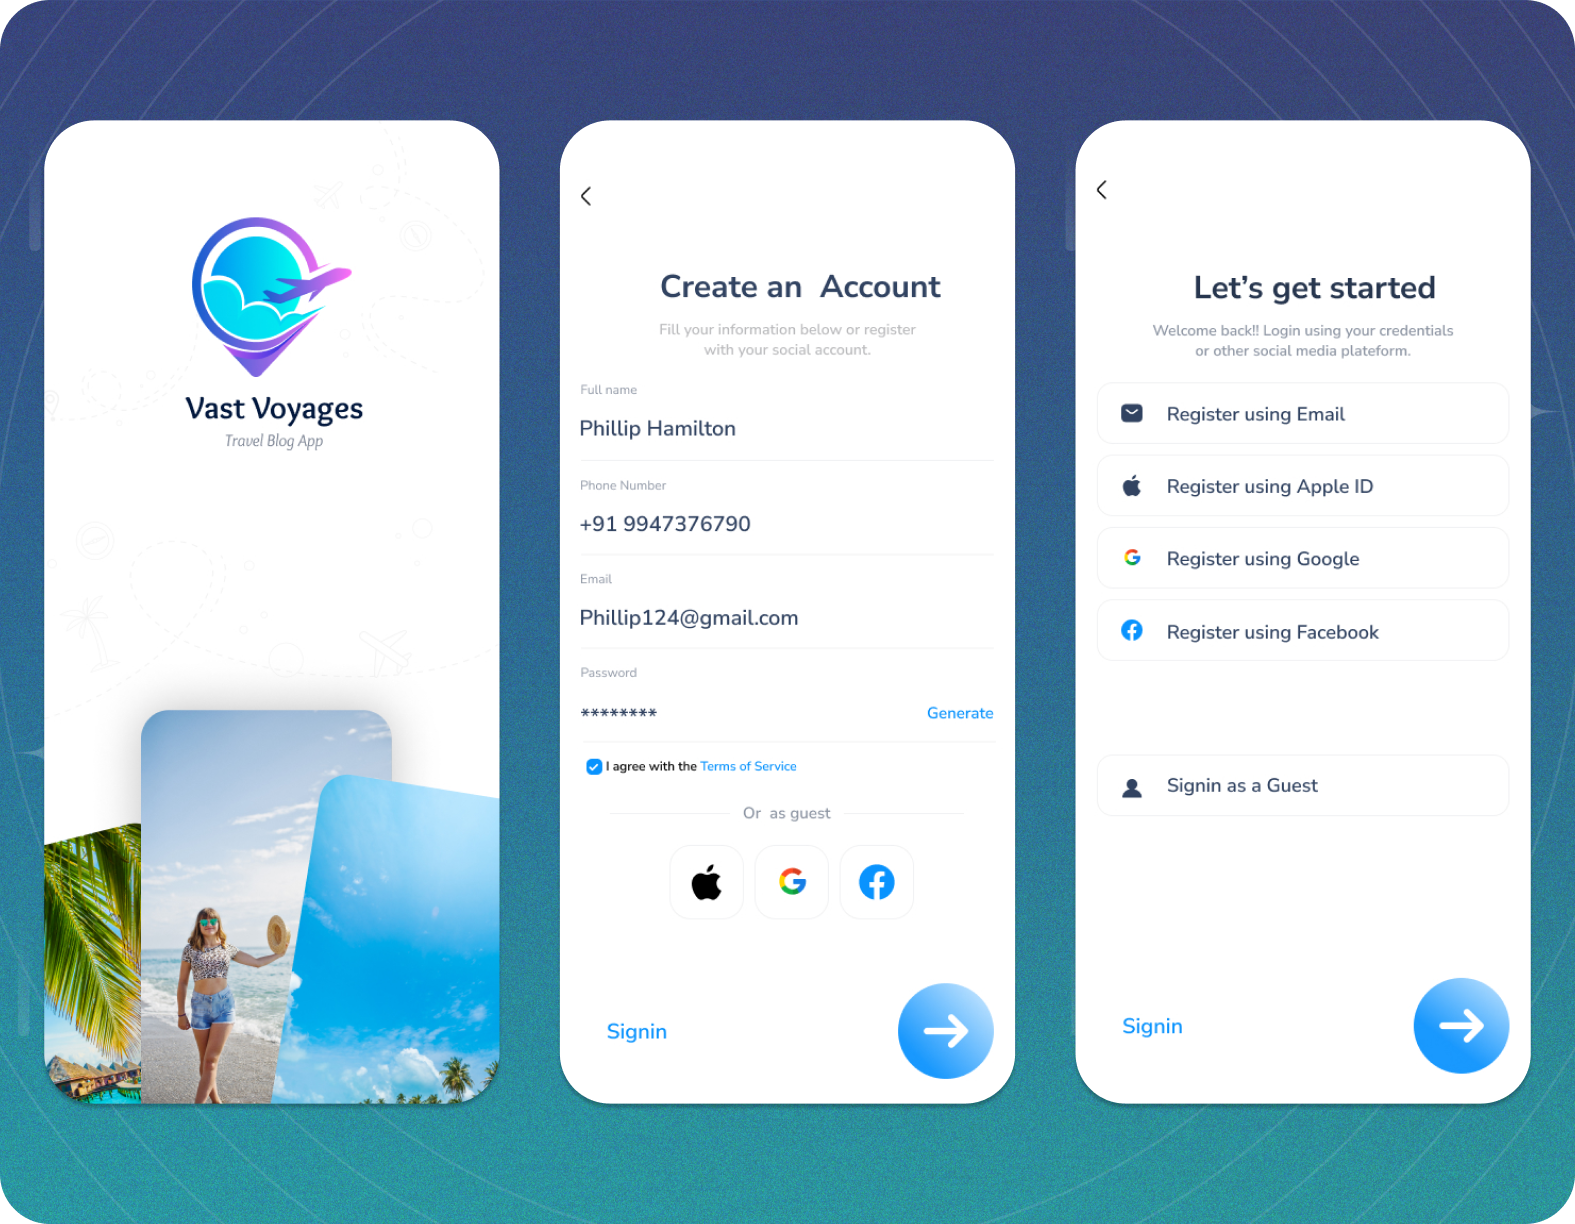 Vast Voyages
Travel Blog App
Create an  Account
Fill your information below or register
with your social account.
Full name
Phillip Hamilton
Phone Number
+91 9947376790
Email
Phillip124@gmail.com
Password
********
Generate
I agree with the Terms of Service
Or  as guest
Signin
Let’s get started
Welcome back!! Login using your credentials
or other social media plateform.
Register using Email
Register using Apple ID
Register using Google
Register using Facebook
Signin as a Guest
Signin